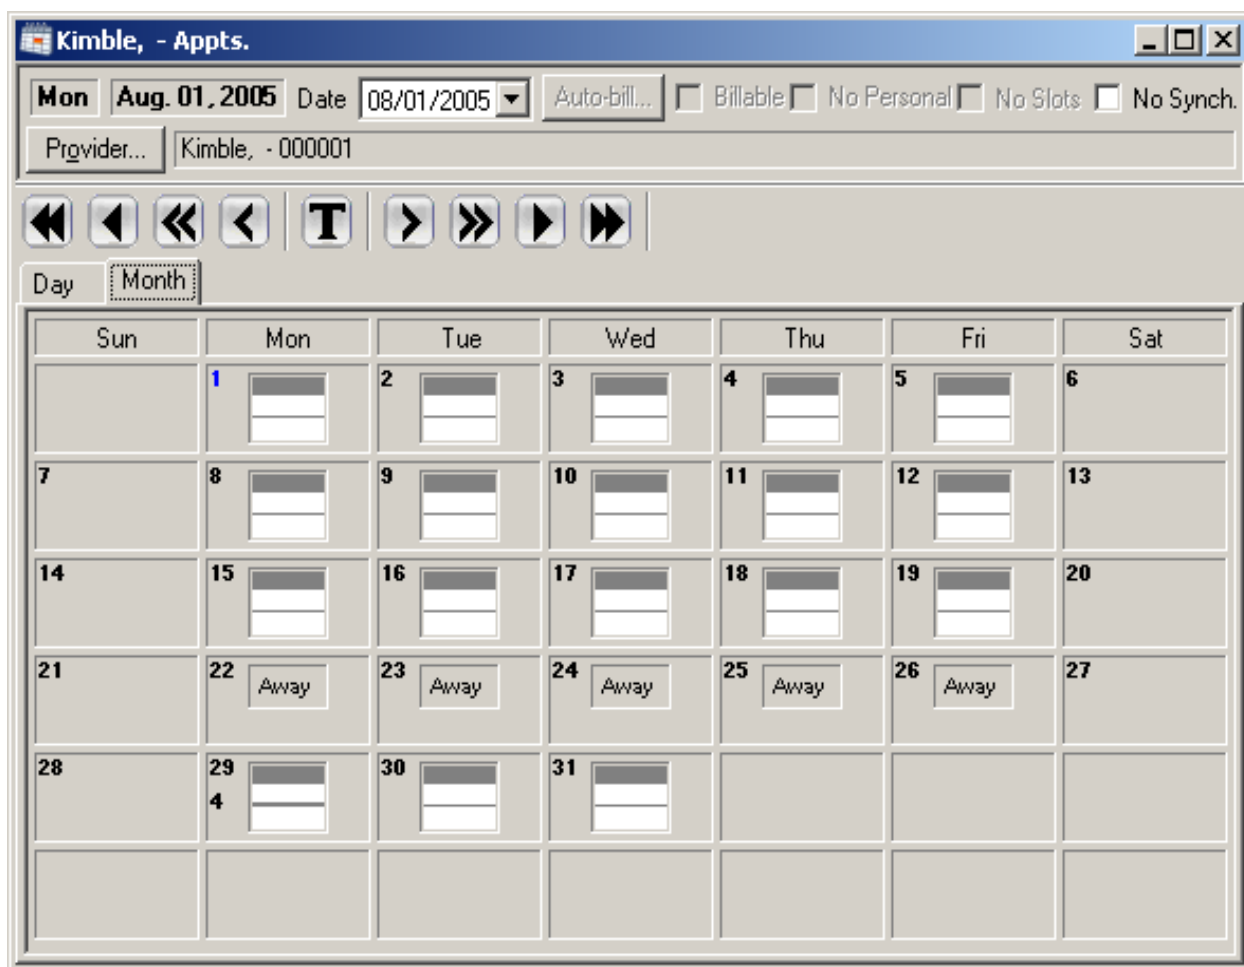 Kimble,  - Appts.
Mon Aug. 01, 2005 Date 08/01/2005 Auto-bill... Billable No Personal No Slots No Synch.
Provider... Kimble,  - 000001
T
Day Month
Sun Mon Tue Wed Thu Fri Sat
1 2 3 4 5 6
7 8 9 10 11 12 13
14 15 16 17 18 19 20
21 22 Away 23 Away 24 Away 25 Away 26 Away 27
28 29 30 31
4